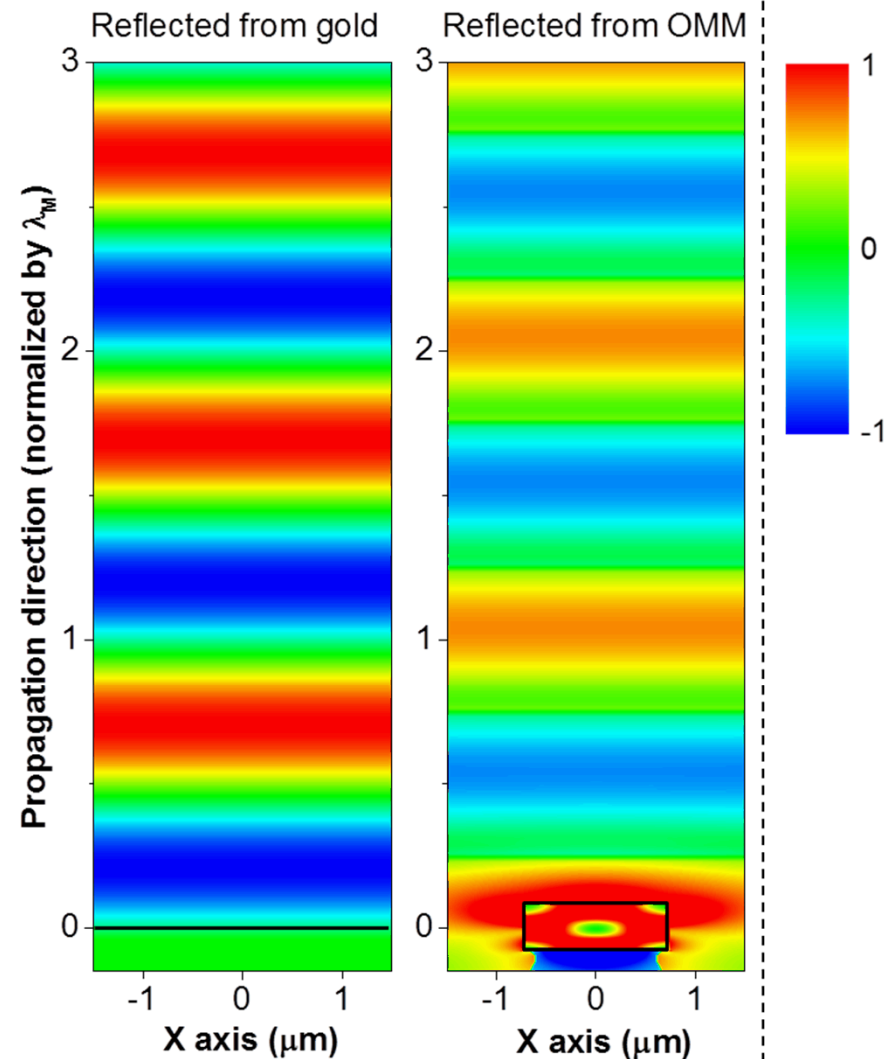 Reflected from gold
Reflected from OMM
Propagation direction (normalized by λM)
3
2
1
0
-1 0 1
X axis (μm)
3
2
1
0
-1 0 1
X axis (μm)
1
0
-1